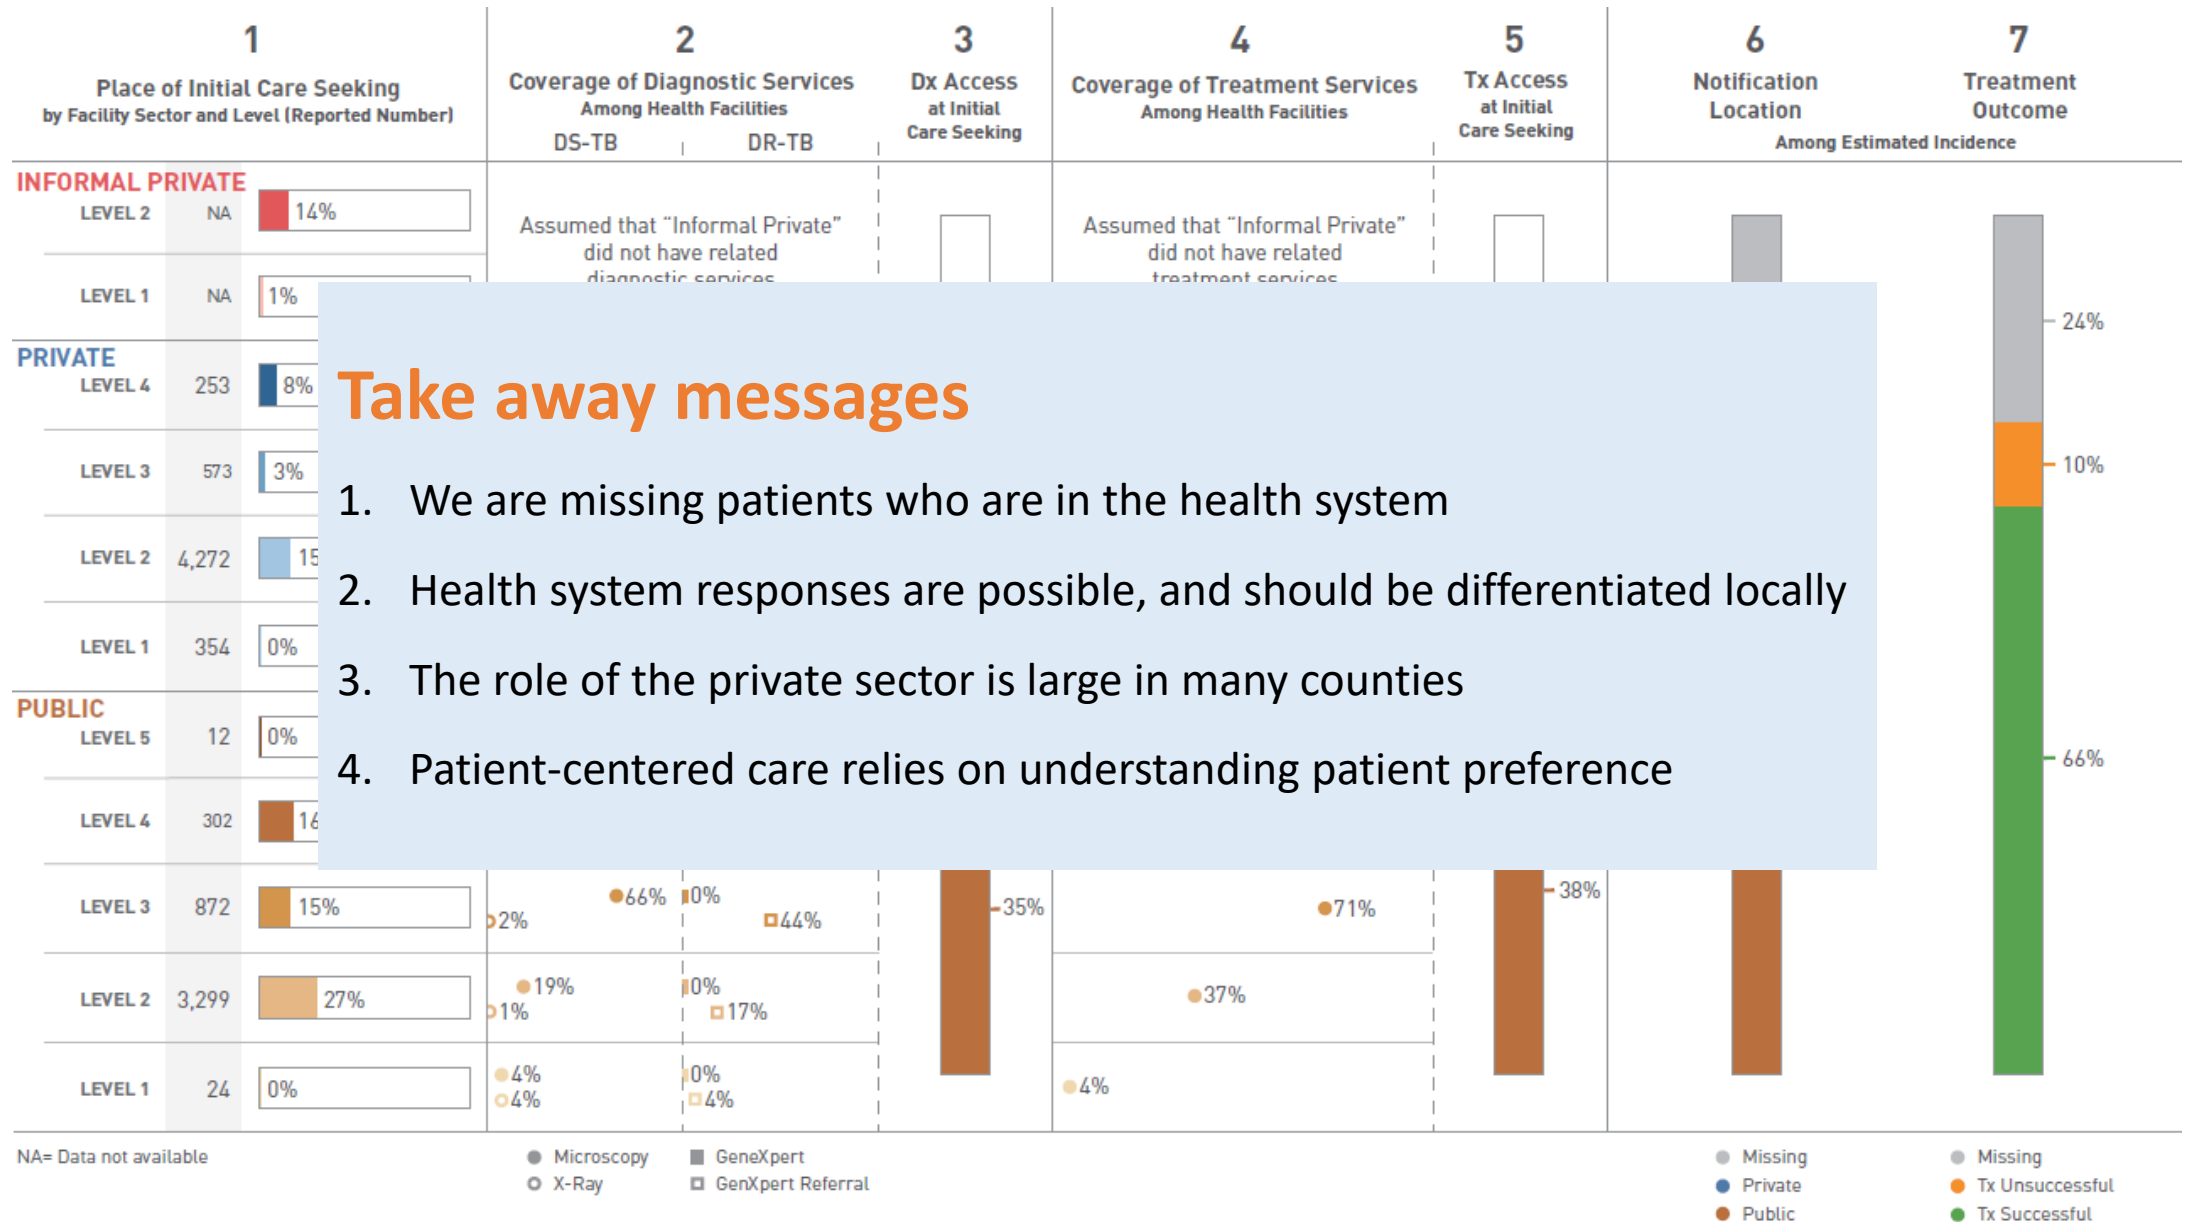 1
Place of Initial Care Seeking
by Facility Sector and Level (Reported Number)
2
Coverage of Diagnostic Services
Among Health Facilities
DS-TB
DR-TB
3
Dx Access
at Initial
Care Seeking
4
Coverage of Treatment Services
Among Health Facilities
5
Tx Access
at Initial
Care Seeking
6
Notification
Location
7
Treatment
Outcome
Among Estimated Incidence
INFORMAL PRIVATE
LEVEL 2 NA 14%
LEVEL 1 NA 1%
Assumed that “Informal Private”
did not have related
diagnostic services
Assumed that “Informal Private”
did not have related
treatment services
PRIVATE
LEVEL 4 253 8%
LEVEL 3 573 3%
LEVEL 2 4,272 15
LEVEL 1 354 0%
PUBLIC
LEVEL 5 12 0%
LEVEL 4 302 16
LEVEL 3 872 15%
66% 0%
2% 44%
35%
71%
38%
LEVEL 2 3,299 27%
19% 0%
1% 17%
37%
LEVEL 1 24 0%
4% 0%
4% 4%
4%
24%
10%
66%
Take away messages
1. We are missing patients who are in the health system
2. Health system responses are possible, and should be differentiated locally
3. The role of the private sector is large in many counties
4. Patient-centered care relies on understanding patient preference
NA= Data not available
Microscopy
X-Ray
GeneXpert
GenXpert Referral
Missing
Private
Public
Missing
Tx Unsuccessful
Tx Successful